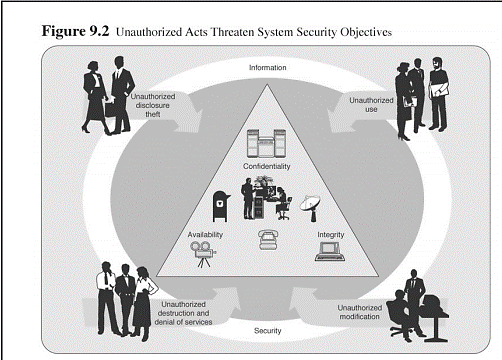 Figure 9.2 Unauthorized Acts Threaten System Security Objectives
Information
Unauthorized
disclosure
theft
Unauthorized
use
Confidentiality
Availability
Integrity
Unauthorized
destruction and
denial of services
Unauthorized
modification
Security